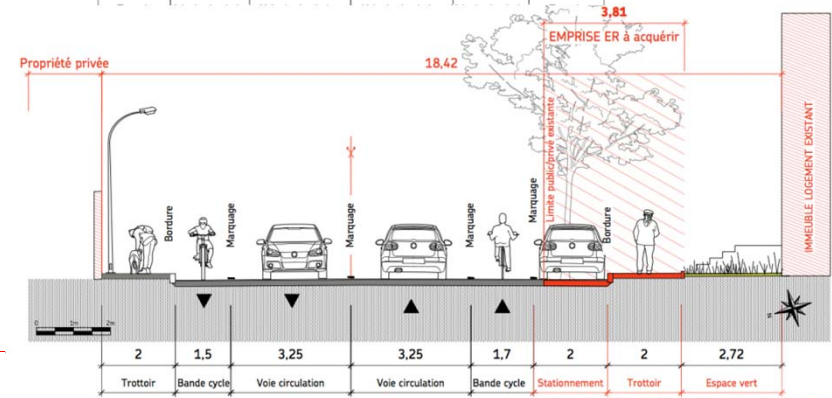 3,81
EMPRISE ER à acquérir
Propriété privée
18,42
Limite public/privé existante
IMMEUBLE LOGEMENT EXISTANT
Bordure
Marquage
Marquage
Marquage
Marquage
Bordure
N
0 1m 2m
2 1,5 3,25 3,25 1,7 2 2 2,72
Trottoir Bande cycle Voie circulation Voie circulation Bande cycle Stationnement Trottoir Espace vert